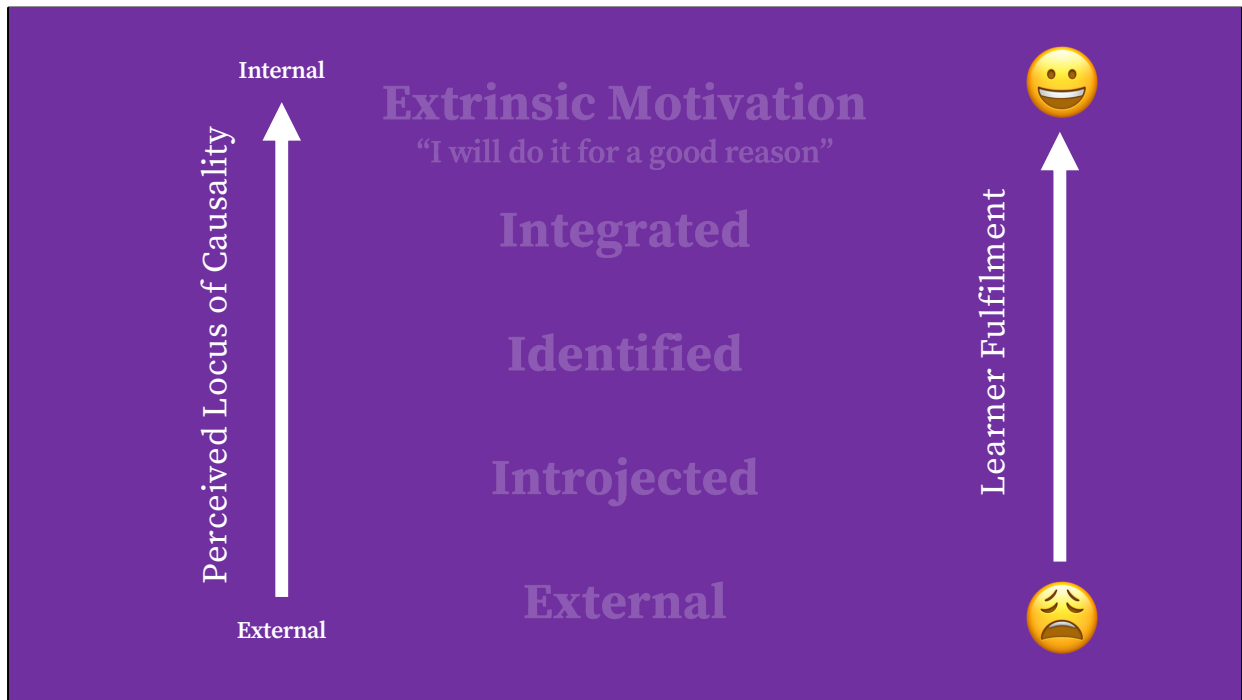 Internal
Perceived Locus of Causality
External
Extrinsic Motivation
“I will do it for a good reason”
Integrated
Identified
Introjected
External
Learner Fulfilment